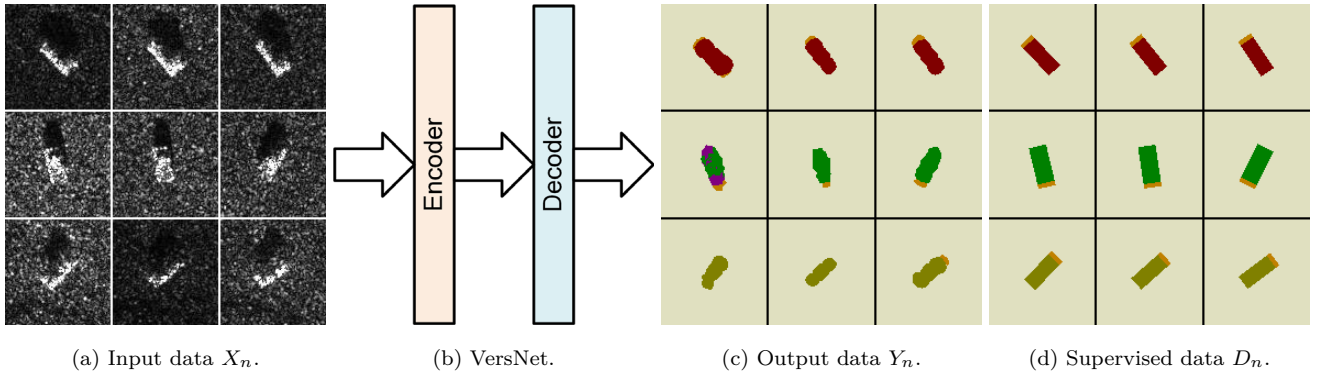 Encoder
Decoder
(a) Input data Xₙ.
(b) VersNet.
(c) Output data Yₙ.
(d) Supervised data Dₙ.